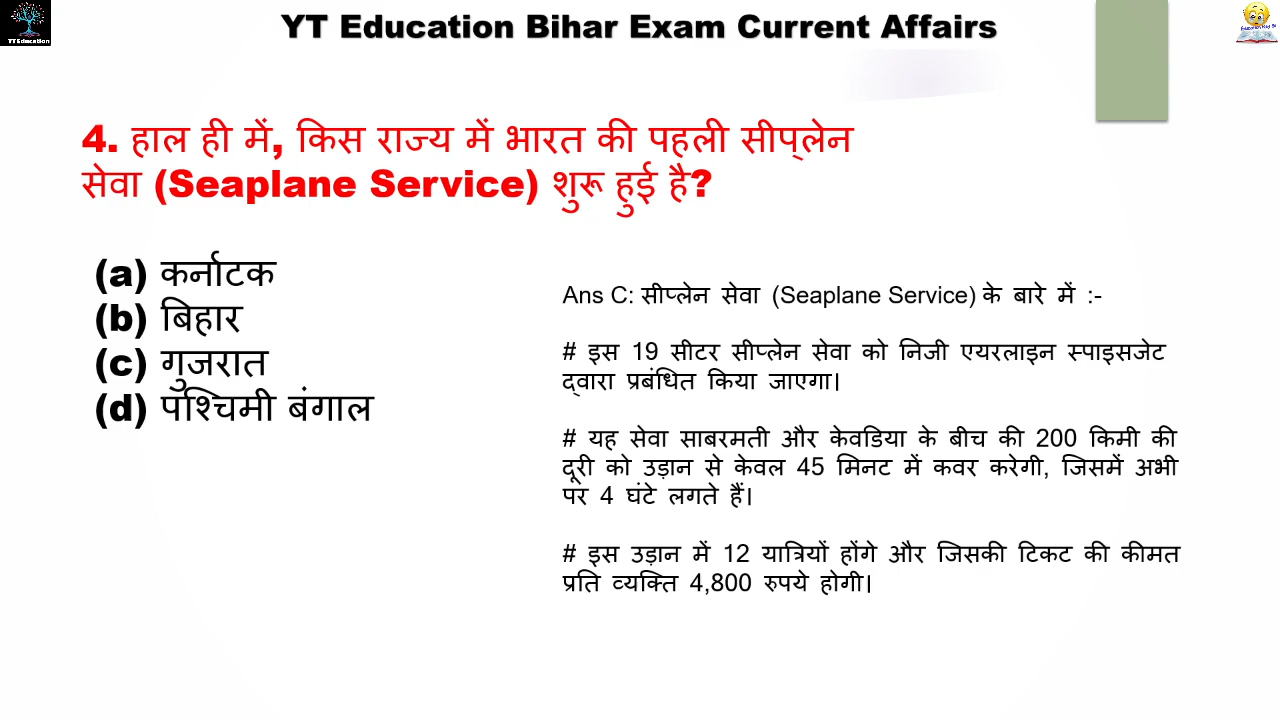 YT Education Bihar Exam Current Affairs
YT Education
4. हाल ही में, किस राज्य में भारत की पहली सीप्लेन
सेवा (Seaplane Service) शुरू हुई है?
(a) कर्नाटक
(b) बिहार
(c) गुजरात
(d) पश्चिमी बंगाल
Ans C: सीप्लेन सेवा (Seaplane Service) के बारे में :-
# इस 19 सीटर सीप्लेन सेवा को निजी एयरलाइन स्पाइसजेट
द्वारा प्रबंधित किया जाएगा।
# यह सेवा साबरमती और केवडिया के बीच की 200 किमी की
दूरी को उड़ान से केवल 45 मिनट में कवर करेगी, जिसमें अभी
पर 4 घंटे लगते हैं।
# इस उड़ान में 12 यात्रियों होंगे और जिसकी टिकट की कीमत
प्रति व्यक्ति 4,800 रुपये होगी।